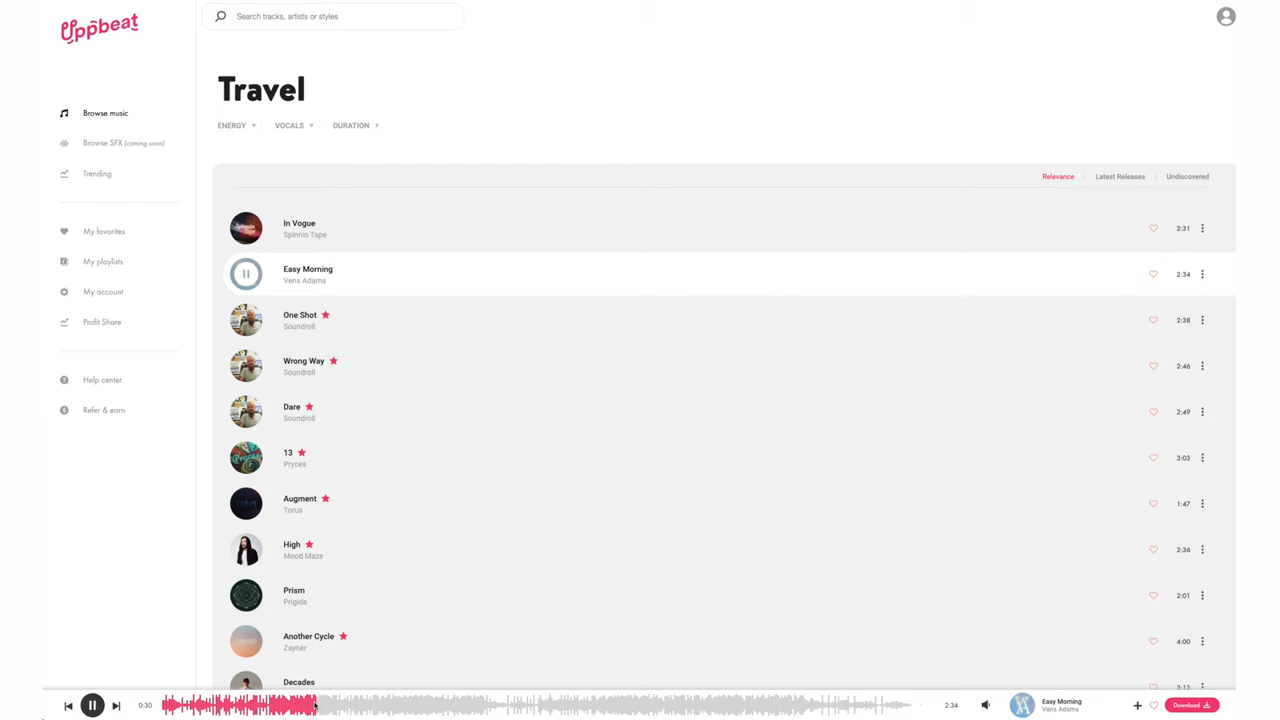 Uppbeat
Search tracks, artists or styles
Browse music
Browse SFX (coming soon)
Trending
My favorites
My playlists
My account
Profit Share
Help center
Refer & earn
Travel
ENERGY
VOCALS
DURATION
Relevance
Latest Releases
Undiscovered
In Vogue
Spinnin Tape
2:31
Easy Morning
Vens Adams
2:34
One Shot
Soundroll
2:38
Wrong Way
Soundroll
2:46
Dare
Soundroll
2:49
13
Pryces
3:03
Augment
Torus
1:47
High
Mood Maze
2:36
Prism
Prigida
2:01
Another Cycle
Zayner
4:00
Decades
3:13
0:30
2:34
Easy Morning
Vens Adams
Download